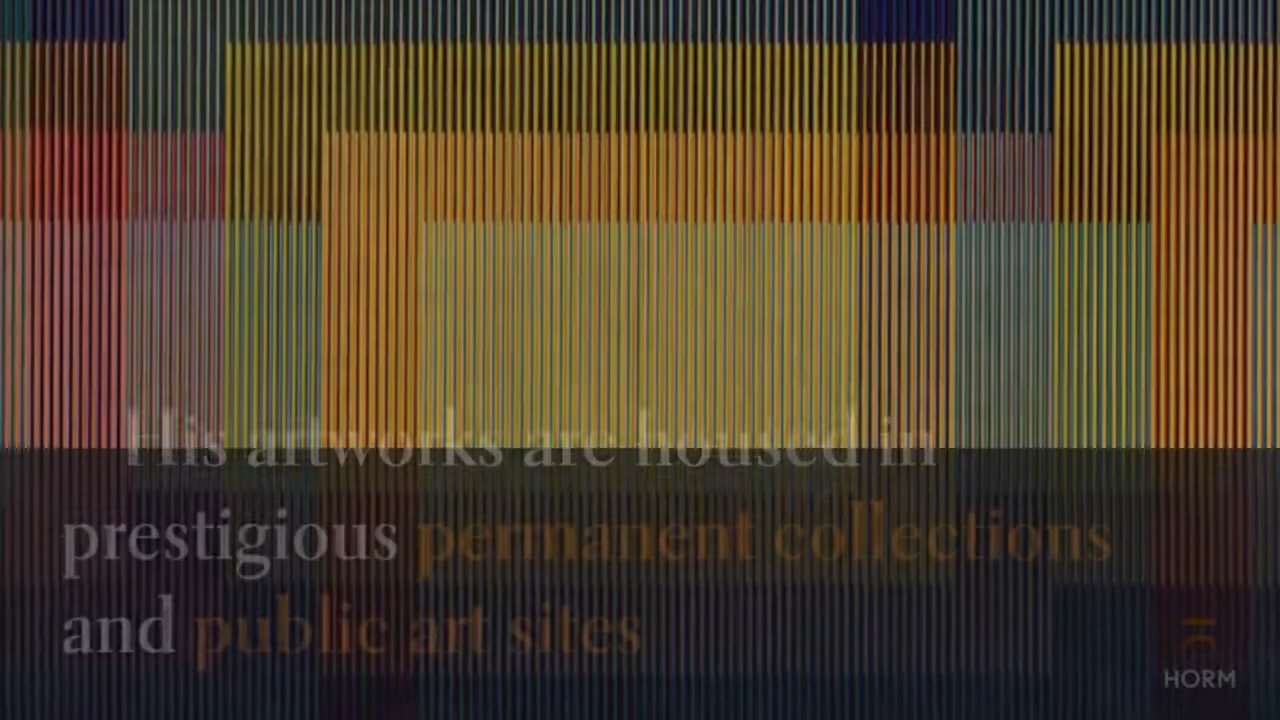 His artworks are housed in
prestigious permanent collections
and public art sites
HORM